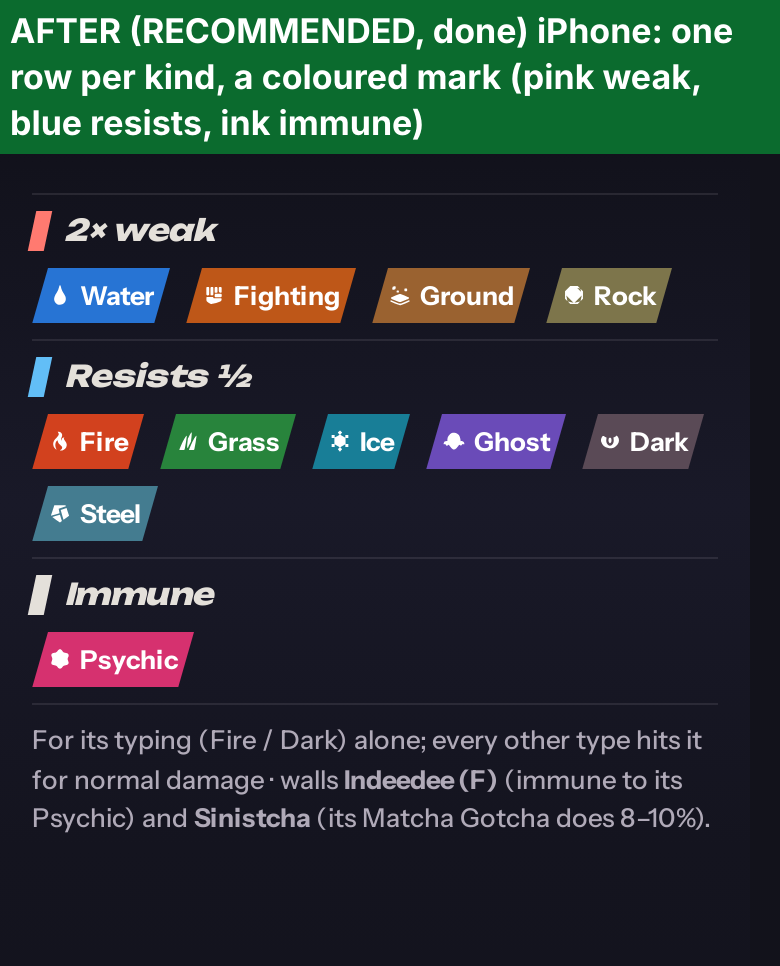 AFTER (RECOMMENDED, done) iPhone: one
row per kind, a coloured mark (pink weak,
blue resists, ink immune)
2× weak
Water Fighting Ground Rock
Resists ½
Fire Grass Ice Ghost Dark
Steel
Immune
Psychic
For its typing (Fire / Dark) alone; every other type hits it
for normal damage · walls Indeedee (F) (immune to its
Psychic) and Sinistcha (its Matcha Gotcha does 8–10%).